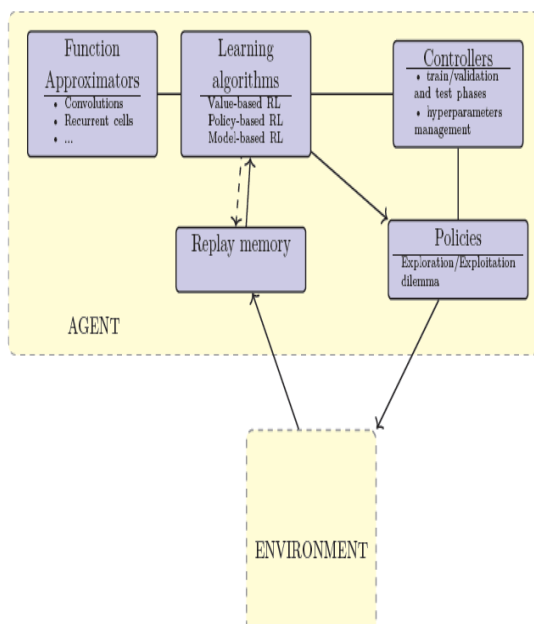 Function
Approximators
• Convolutions
• Recurrent cells
• ...
Learning
algorithms
Value-based RL
Policy-based RL
Model-based RL
Controllers
• train/validation
and test phases
• hyperparameters
management
Replay memory
Policies
Exploration/Exploitation
dilemma
AGENT
ENVIRONMENT